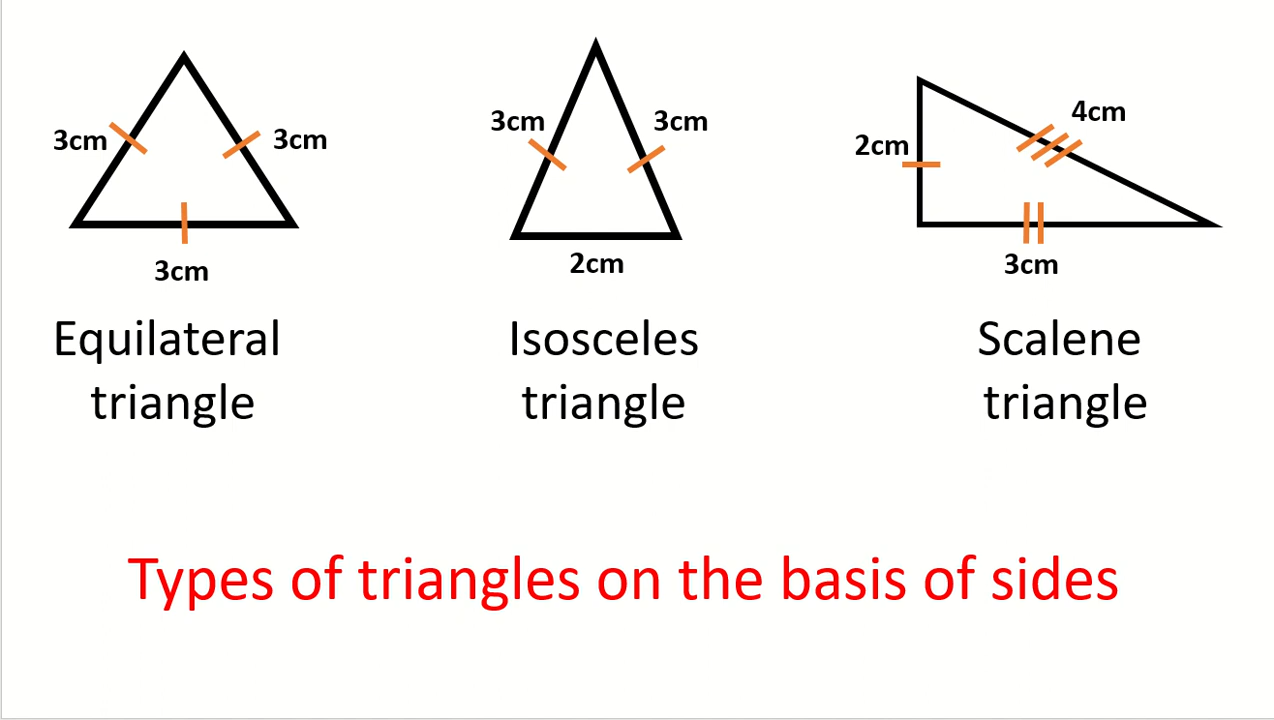 3cm
3cm
3cm
Equilateral
triangle
3cm
3cm
2cm
Isosceles
triangle
2cm
4cm
3cm
Scalene
triangle
Types of triangles on the basis of sides